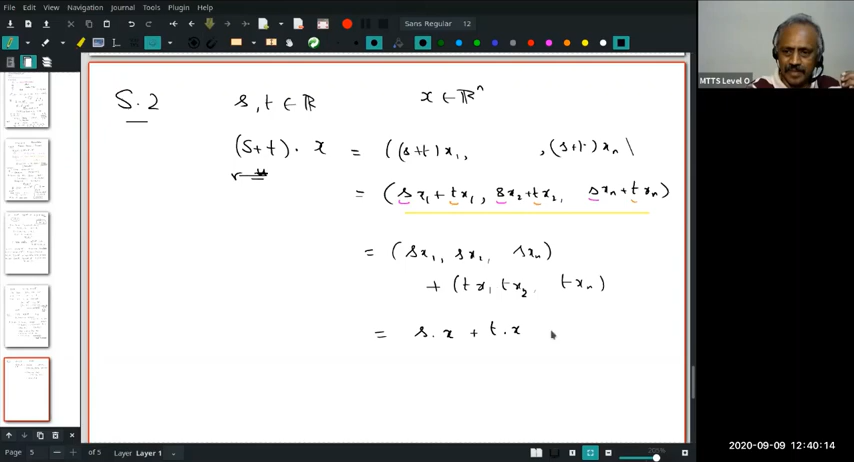 File Edit View Navigation Journal Tools Plugin Help
Sans Regular 12
S.2 s, t ∈ ℝ x ∈ ℝⁿ
(s+t) · x = ((s+t)x₁, , (s+t)xₙ)
= (sx₁+tx₁, sx₂+tx₂, sxₙ+txₙ)
= (sx₁, sx₂, sxₙ)
+ (tx₁ tx₂ txₙ)
= s.x + t.x
MTTS Level O
2020-09-09 12:40:14
Page 5 of 5 Layer Layer 1